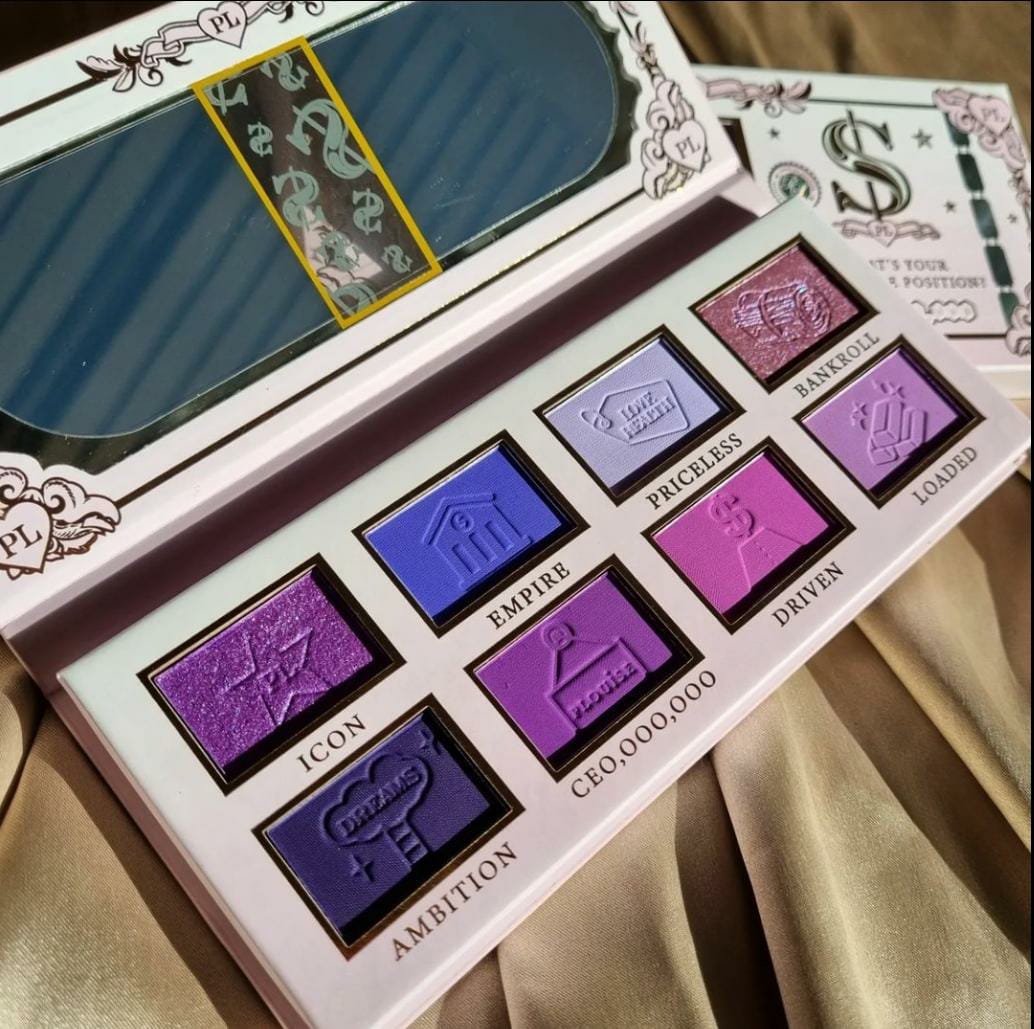 PL
PL
$
PL
PL
T'S YOUR
POSITION?
PL
LOVE
HEALTH
BANKROLL
PRICELESS
LOADED
EMPIRE
$
DRIVEN
PL
ICON
PLOUISE
CEO,000,000
DREAMS
AMBITION